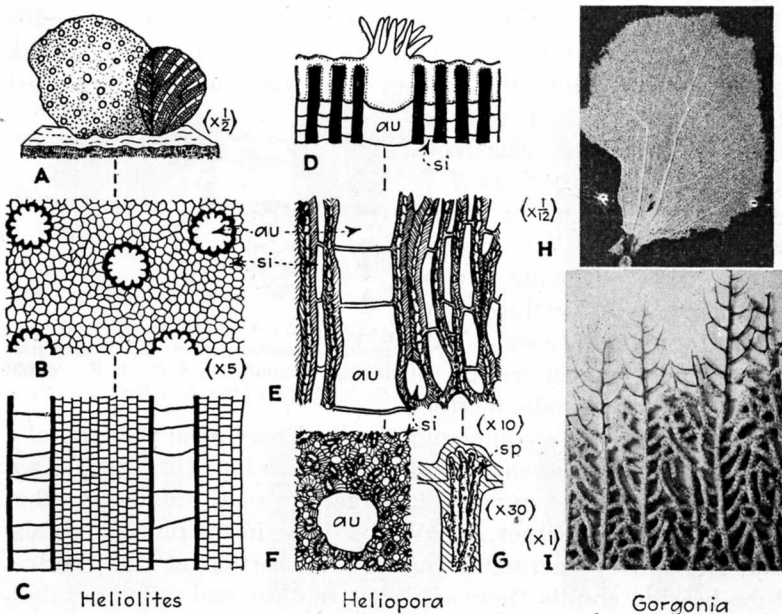 (×½)
A
au
si
B
(×5)
C
Heliolites
au
D
si
au
E
si
(×10)
sp
au
F
(×30)
G
Heliopora
(×1/12)
H
(×1)
I
Gorgonia